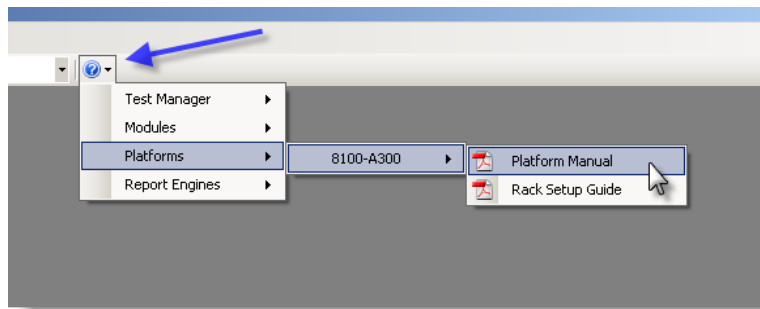 Test Manager
Modules
Platforms
8100-A300
Platform Manual
Report Engines
Rack Setup Guide